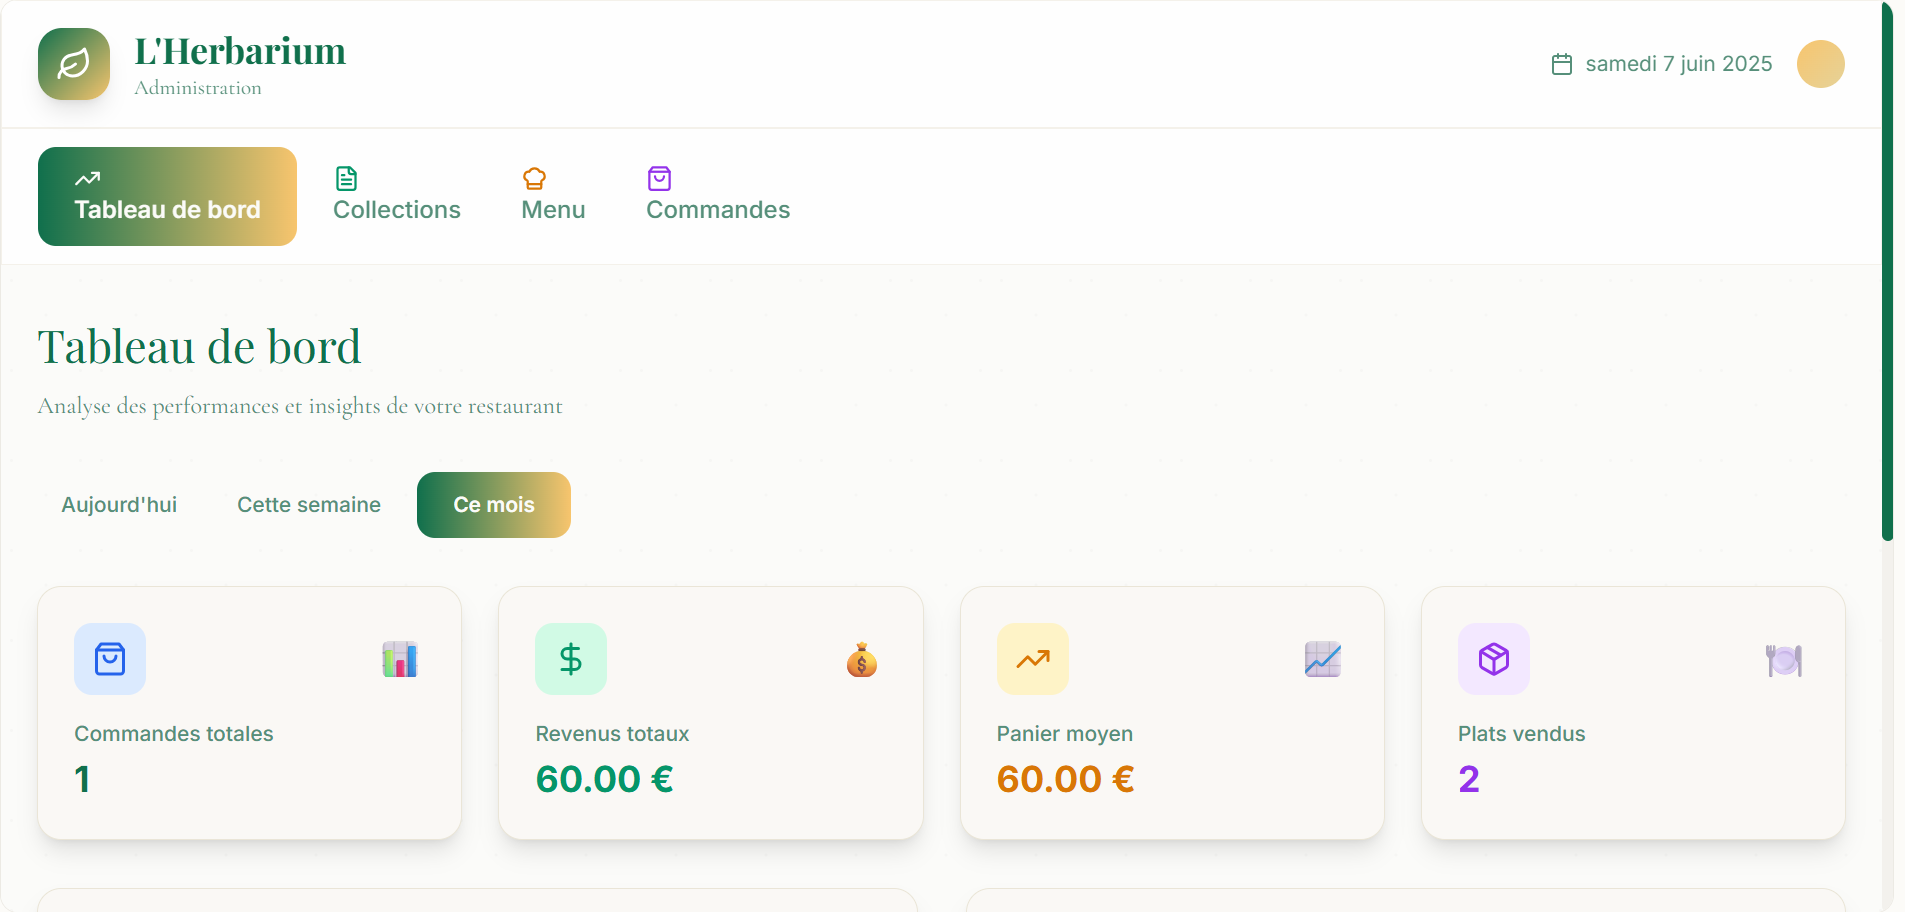 L'Herbarium
Administration
samedi 7 juin 2025
Tableau de bord
Collections
Menu
Commandes
Tableau de bord
Analyse des performances et insights de votre restaurant
Aujourd'hui
Cette semaine
Ce mois
Commandes totales
1
Revenus totaux
60.00 €
Panier moyen
60.00 €
Plats vendus
2